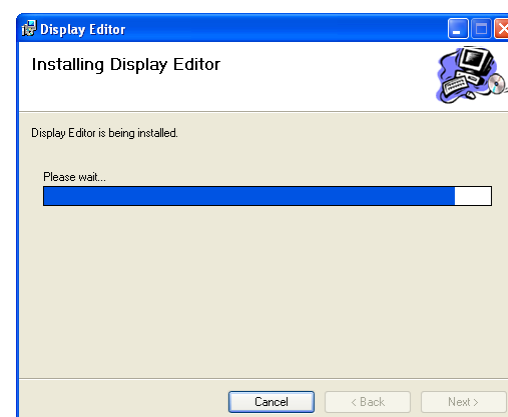 Display Editor
Installing Display Editor
Display Editor is being installed.
Please wait...
Cancel
< Back
Next >